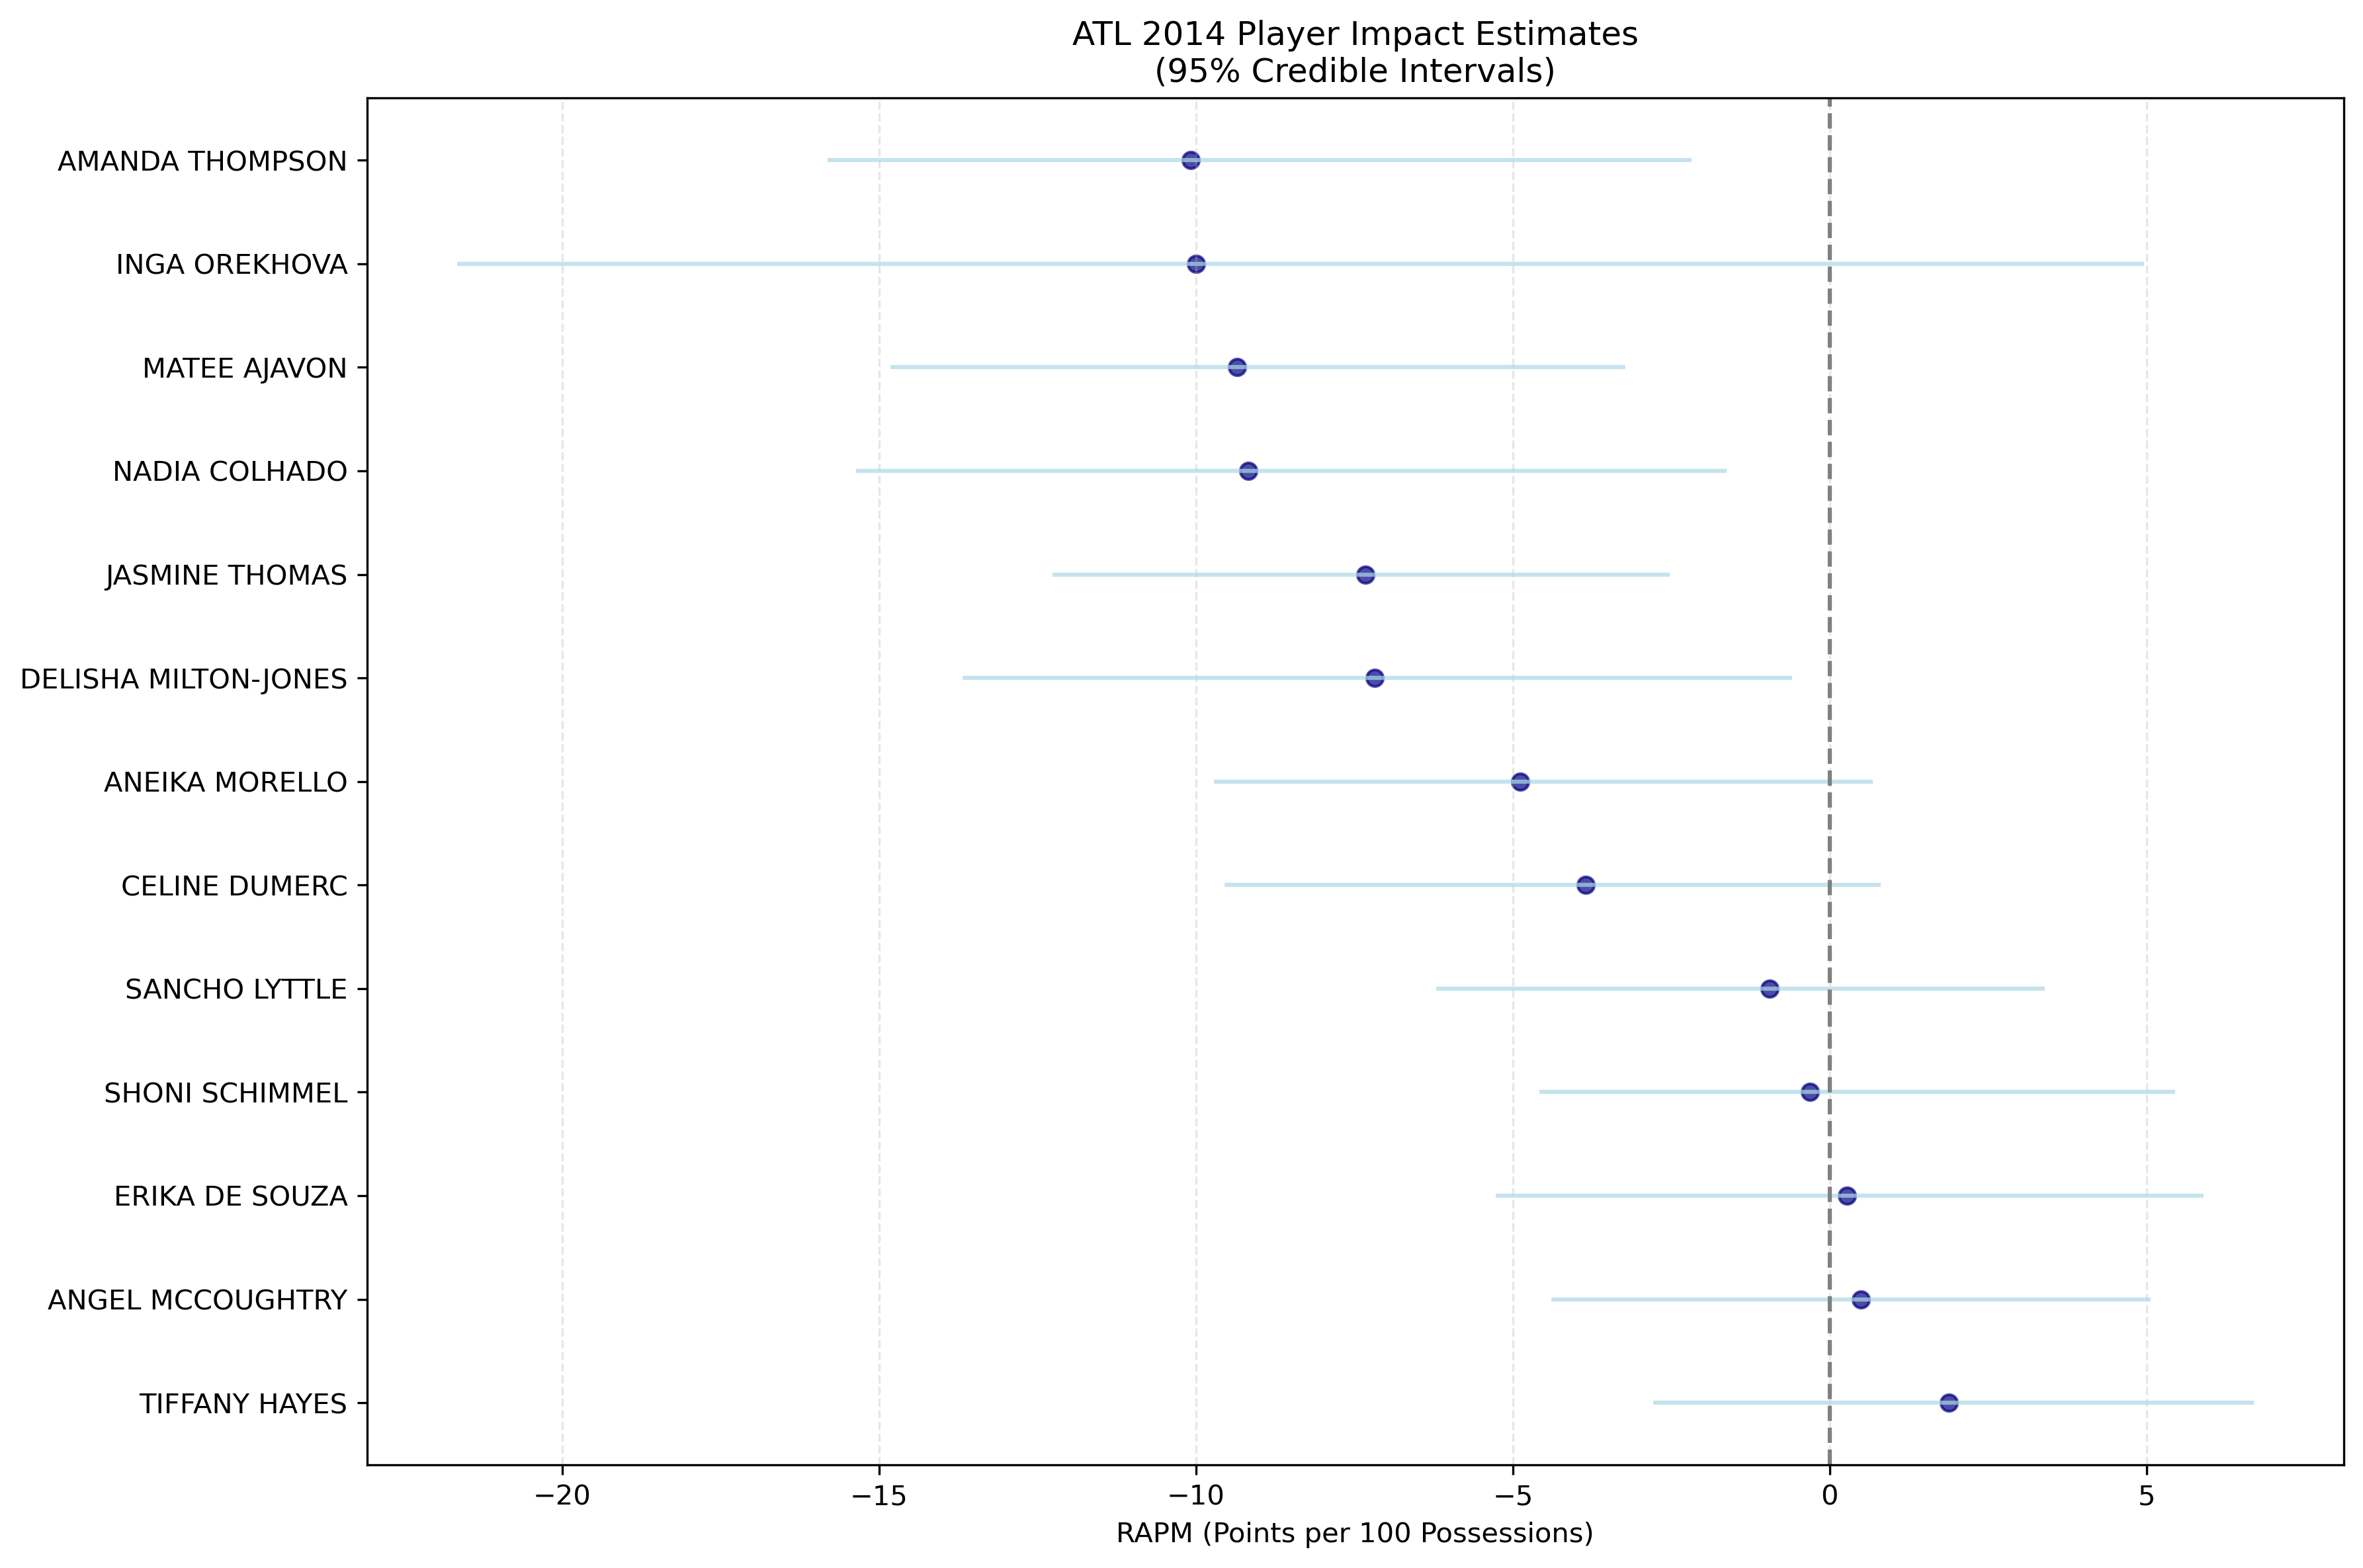 ATL 2014 Player Impact Estimates
(95% Credible Intervals)
AMANDA THOMPSON
INGA OREKHOVA
MATEE AJAVON
NADIA COLHADO
JASMINE THOMAS
DELISHA MILTON-JONES
ANEIKA MORELLO
CELINE DUMERC
SANCHO LYTTLE
SHONI SCHIMMEL
ERIKA DE SOUZA
ANGEL MCCOUGHTRY
TIFFANY HAYES
−20 −15 −10 −5 0 5
RAPM (Points per 100 Possessions)